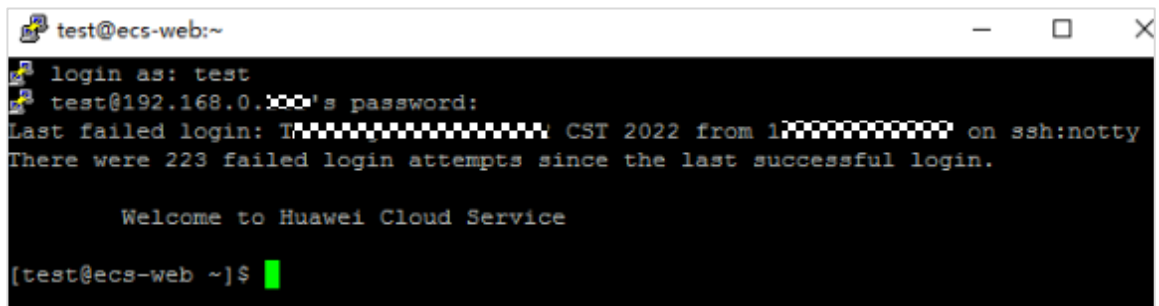 test@ecs-web:~
login as: test
test@192.168.0.'s password:
Last failed login: T CST 2022 from 1 on ssh:notty
There were 223 failed login attempts since the last successful login.
Welcome to Huawei Cloud Service
[test@ecs-web ~]$